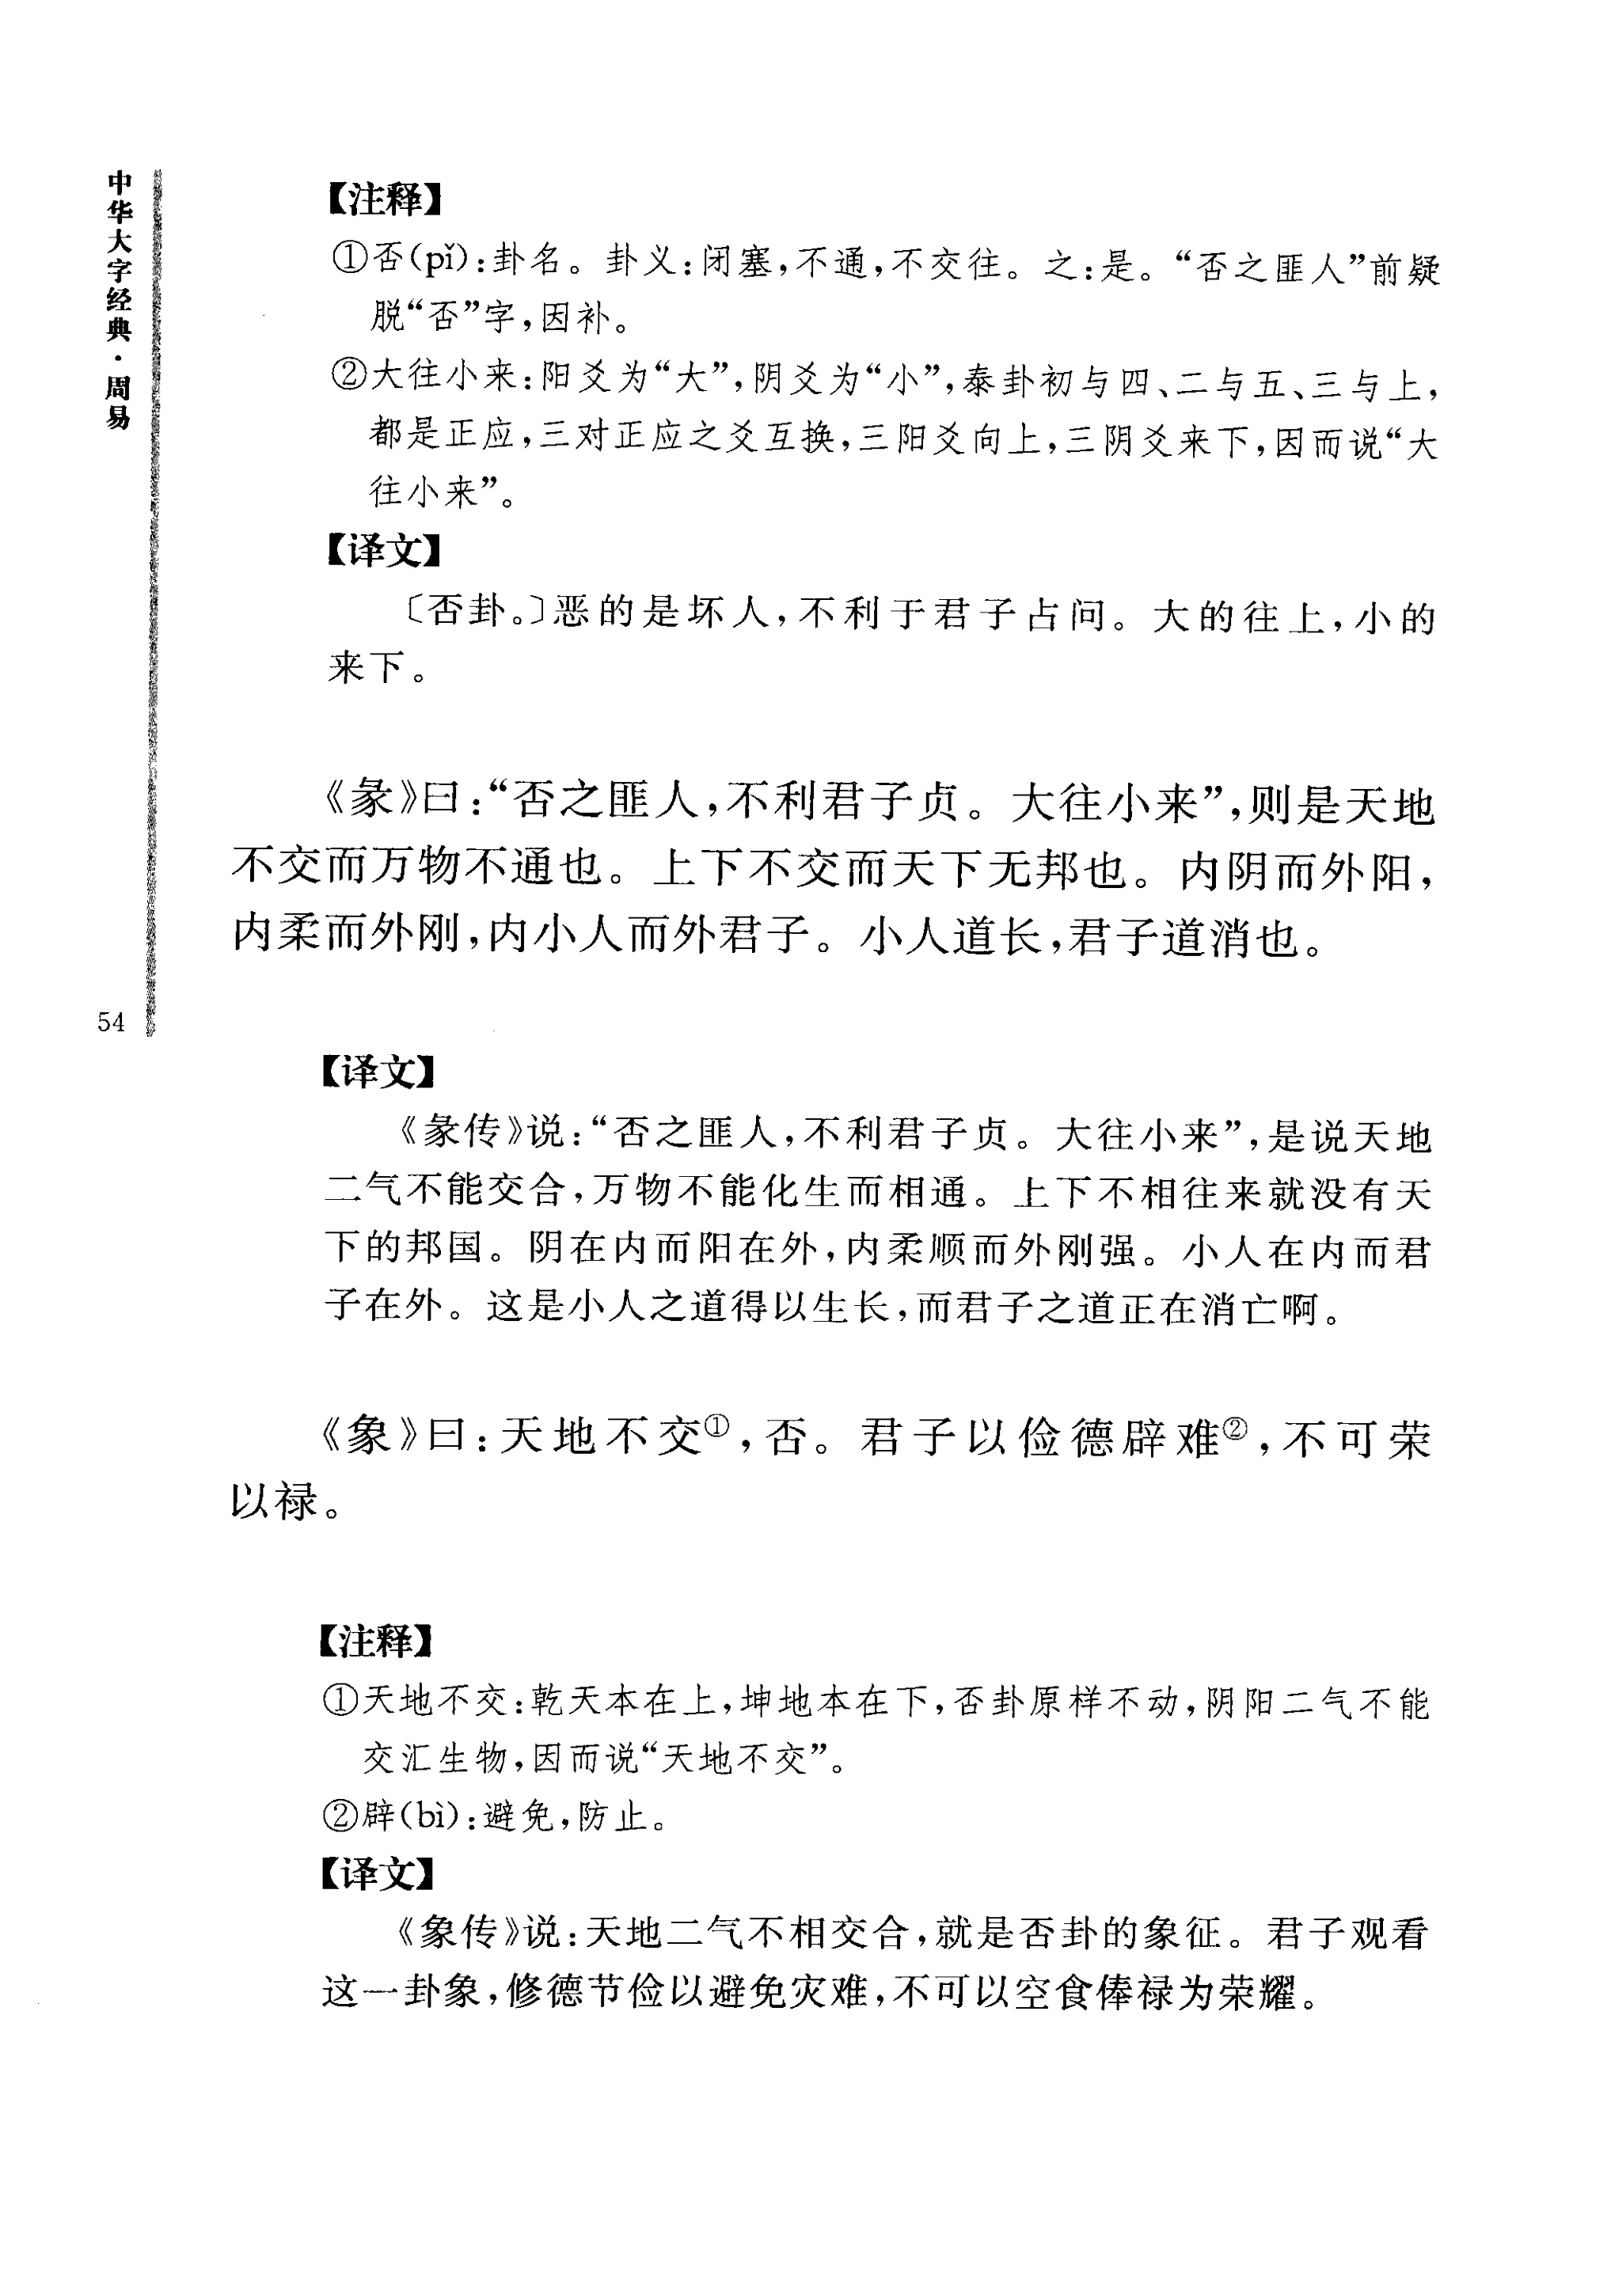 中华大字经典·周易
54
【注释】
①否(pǐ):卦名。卦义:闭塞,不通,不交往。之:是。“否之匪人”前疑
脱“否”字,因补。
②大往小来:阳爻为“大”,阴爻为“小”,泰卦初与四、二与五、三与上,
都是正应,三对正应之爻互换,三阳爻向上,三阴爻来下,因而说“大
往小来”。
【译文】
〔否卦。〕恶的是坏人,不利于君子占问。大的往上,小的
来下。
《彖》曰:“否之匪人,不利君子贞。大往小来”,则是天地
不交而万物不通也。上下不交而天下无邦也。内阴而外阳,
内柔而外刚,内小人而外君子。小人道长,君子道消也。
【译文】
《彖传》说:“否之匪人,不利君子贞。大往小来”,是说天地
二气不能交合,万物不能化生而相通。上下不相往来就没有天
下的邦国。阴在内而阳在外,内柔顺而外刚强。小人在内而君
子在外。这是小人之道得以生长,而君子之道正在消亡啊。
《象》曰:天地不交①,否。君子以俭德辟难②,不可荣
以禄。
【注释】
①天地不交:乾天本在上,坤地本在下,否卦原样不动,阴阳二气不能
交汇生物,因而说“天地不交”。
②辟(bì):避免,防止。
【译文】
《象传》说:天地二气不相交合,就是否卦的象征。君子观看
这一卦象,修德节俭以避免灾难,不可以空食俸禄为荣耀。